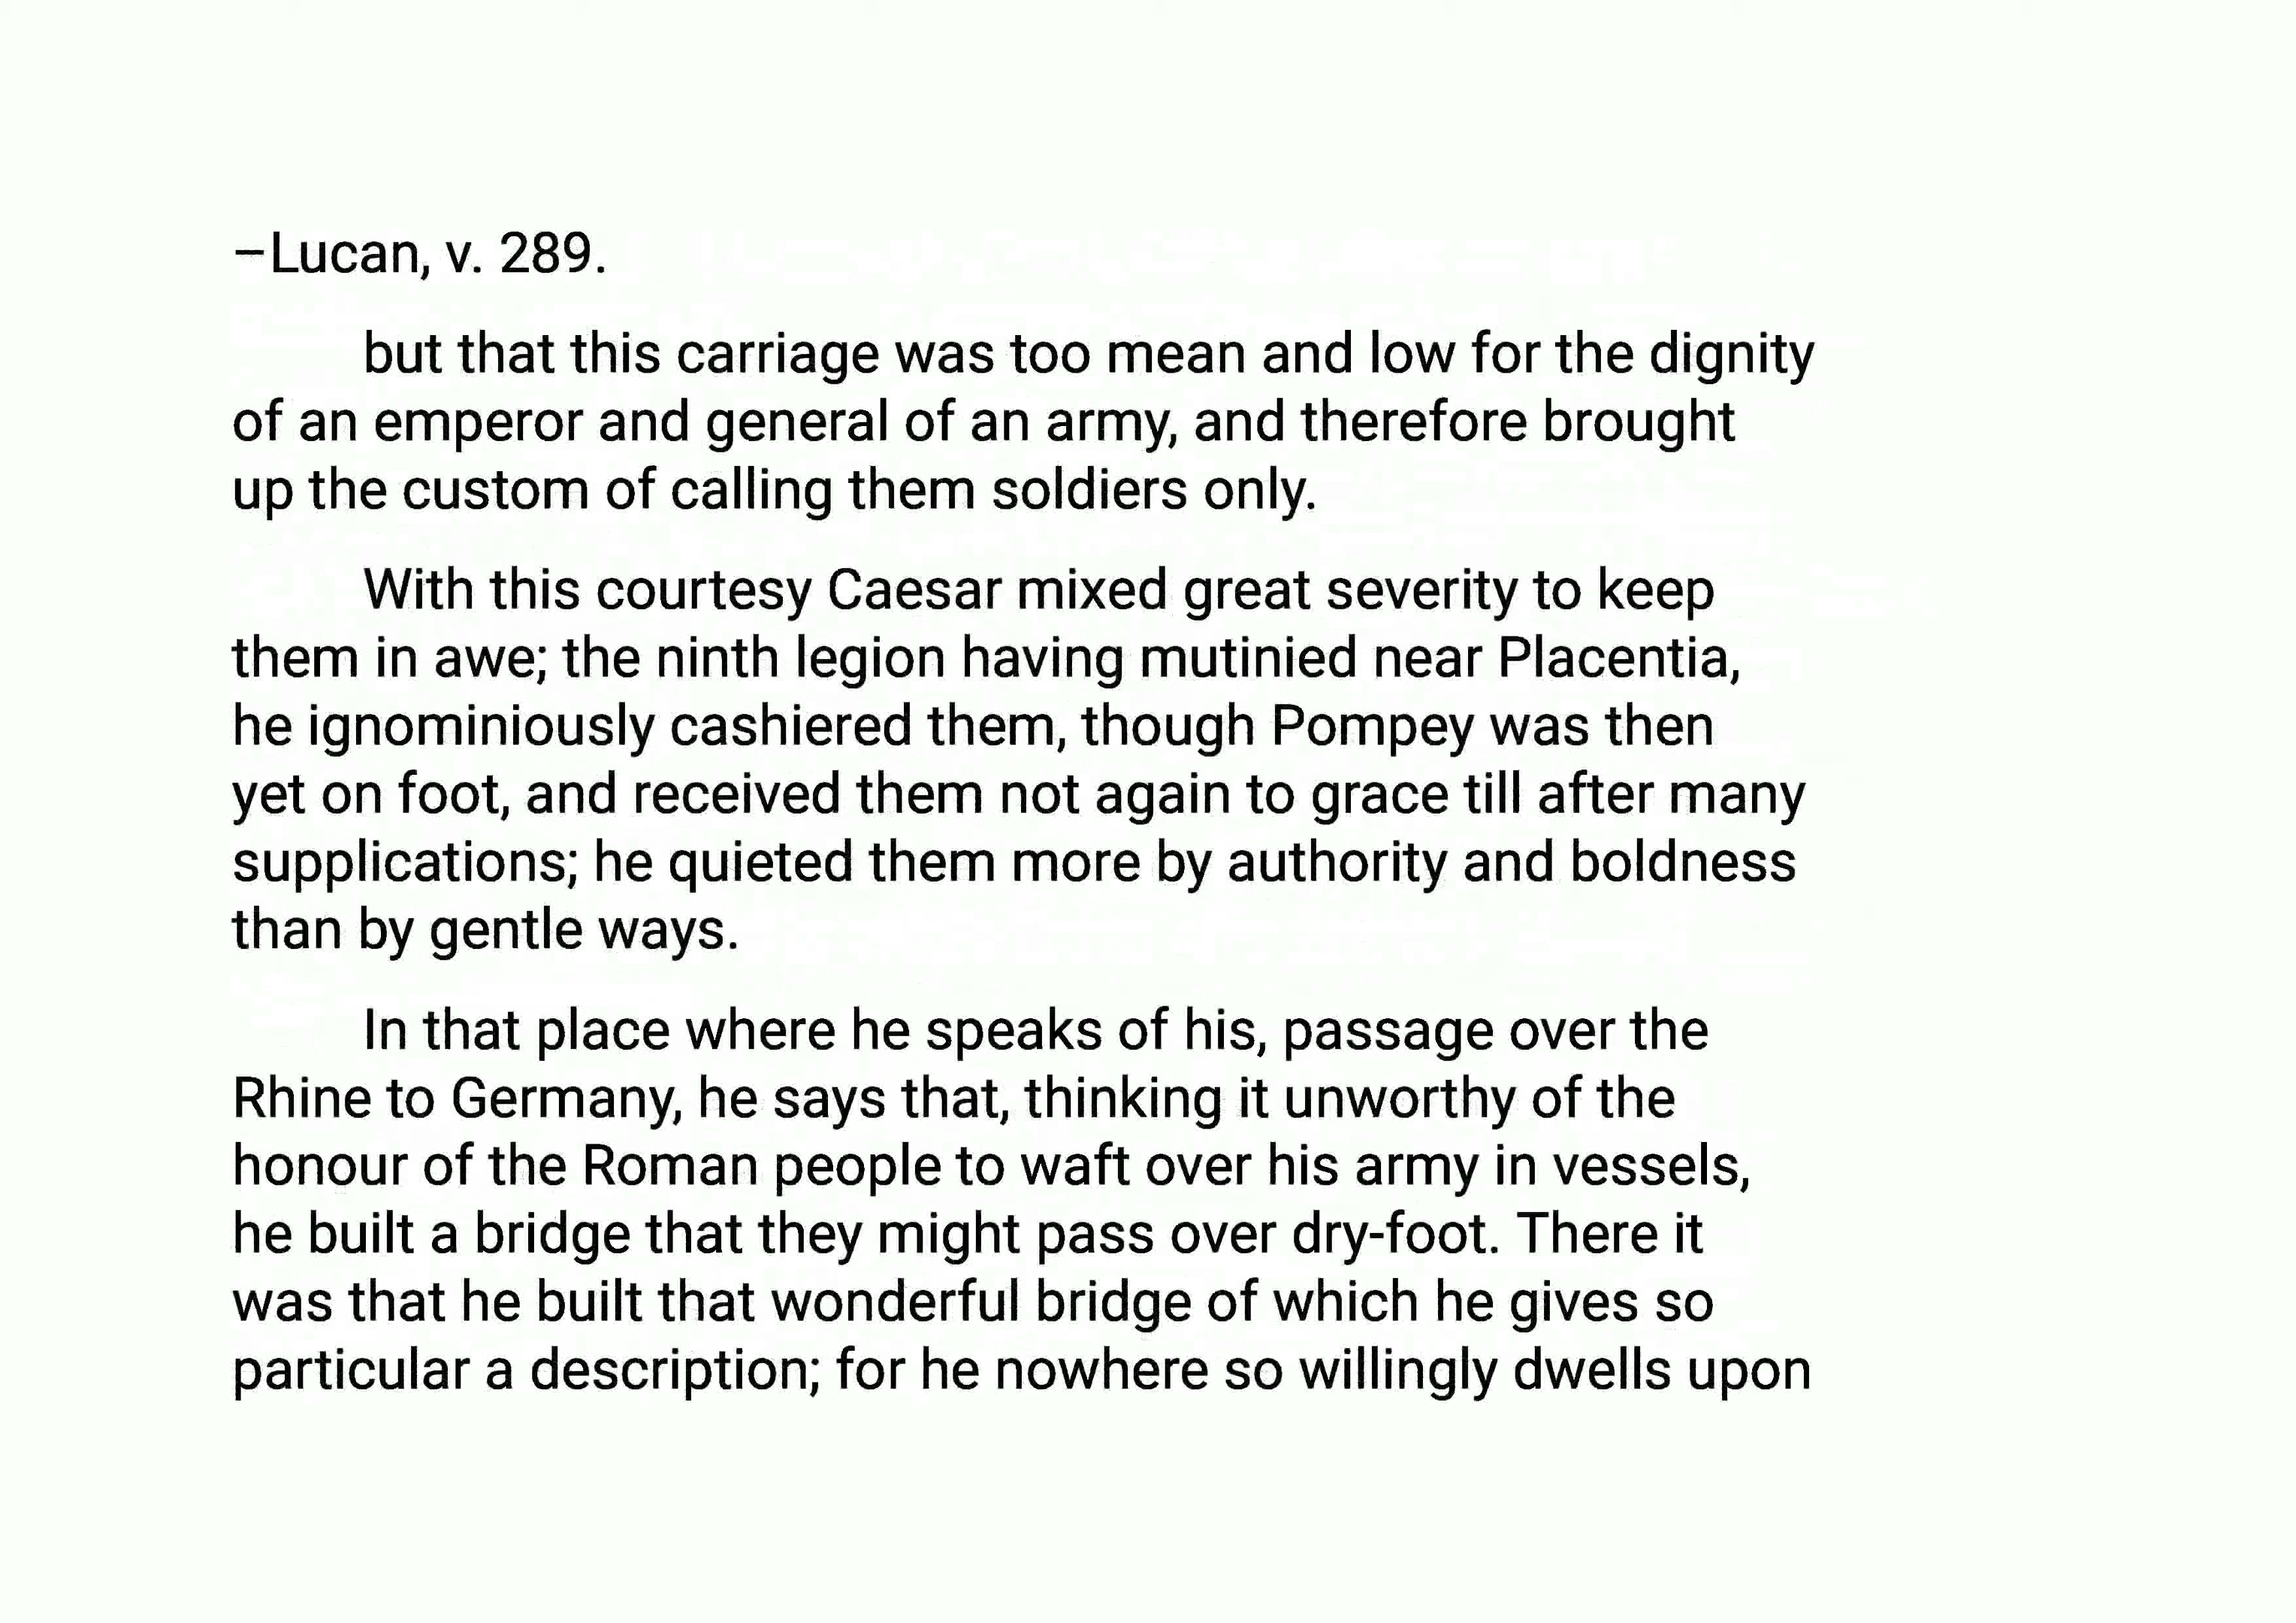 –Lucan, v. 289.
but that this carriage was too mean and low for the dignity
of an emperor and general of an army, and therefore brought
up the custom of calling them soldiers only.
With this courtesy Caesar mixed great severity to keep
them in awe; the ninth legion having mutinied near Placentia,
he ignominiously cashiered them, though Pompey was then
yet on foot, and received them not again to grace till after many
supplications; he quieted them more by authority and boldness
than by gentle ways.
In that place where he speaks of his, passage over the
Rhine to Germany, he says that, thinking it unworthy of the
honour of the Roman people to waft over his army in vessels,
he built a bridge that they might pass over dry-foot. There it
was that he built that wonderful bridge of which he gives so
particular a description; for he nowhere so willingly dwells upon